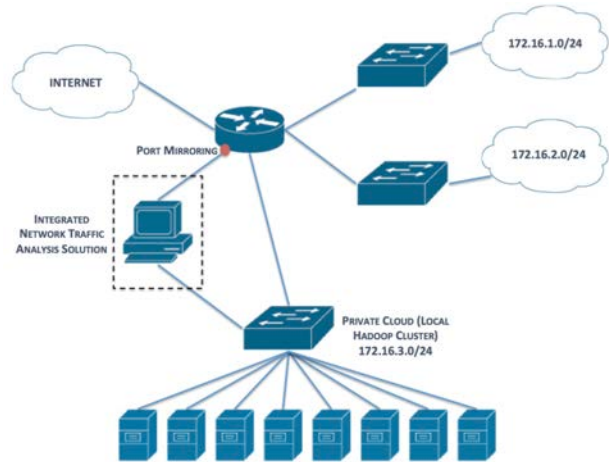 INTERNET
172.16.1.0/24
PORT MIRRORING
172.16.2.0/24
INTEGRATED
NETWORK TRAFFIC
ANALYSIS SOLUTION
PRIVATE CLOUD (LOCAL
HADOOP CLUSTER)
172.16.3.0/24